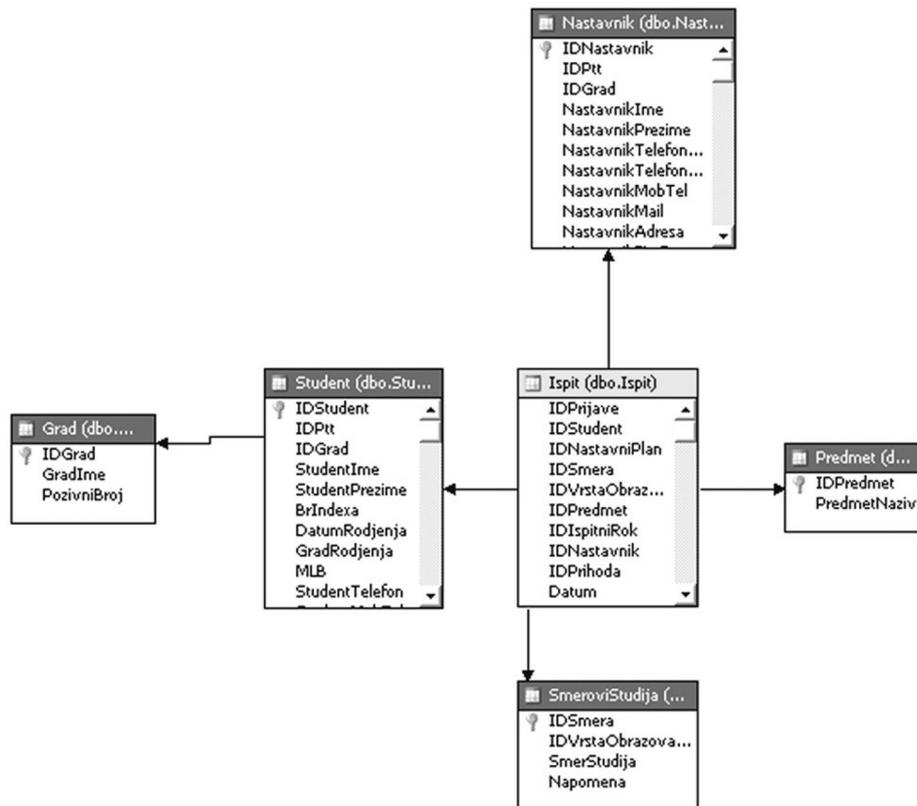 Nastavnik (dbo.Nast...
IDNastavnik
IDPtt
IDGrad
NastavnikIme
NastavnikPrezime
NastavnikTelefon...
NastavnikTelefon...
NastavnikMobTel
NastavnikMail
NastavnikAdresa
Grad (dbo....
IDGrad
GradIme
PozivniBroj
Student (dbo.Stu...
IDStudent
IDPtt
IDGrad
StudentIme
StudentPrezime
BrIndexa
DatumRodjenja
GradRodjenja
MLB
StudentTelefon
Ispit (dbo.Ispit)
IDPrijave
IDStudent
IDNastavniPlan
IDSmera
IDVrstaObraz...
IDPredmet
IDIspitniRok
IDNastavnik
IDPrihoda
Datum
Predmet (d...
IDPredmet
PredmetNaziv
SmeroviStudija (...
IDSmera
IDVrstaObrazova...
SmerStudija
Napomena